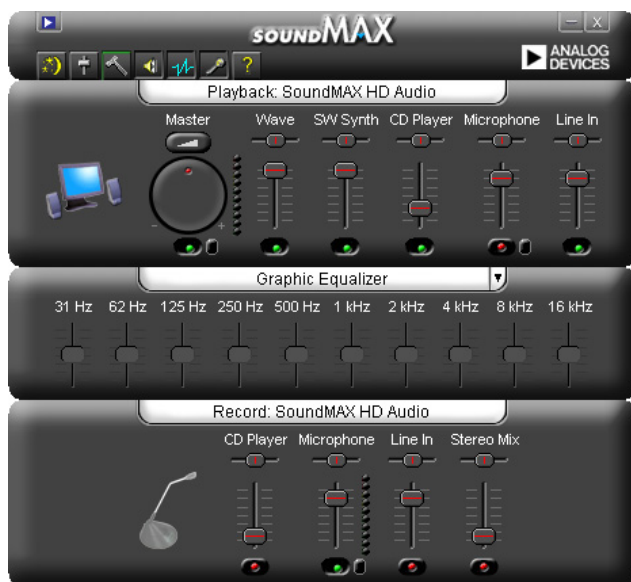 SOUNDMAX
ANALOG
DEVICES
Playback: SoundMAX HD Audio
Master Wave SW Synth CD Player Microphone Line In
- +
Graphic Equalizer
31 Hz 62 Hz 125 Hz 250 Hz 500 Hz 1 kHz 2 kHz 4 kHz 8 kHz 16 kHz
Record: SoundMAX HD Audio
CD Player Microphone Line In Stereo Mix